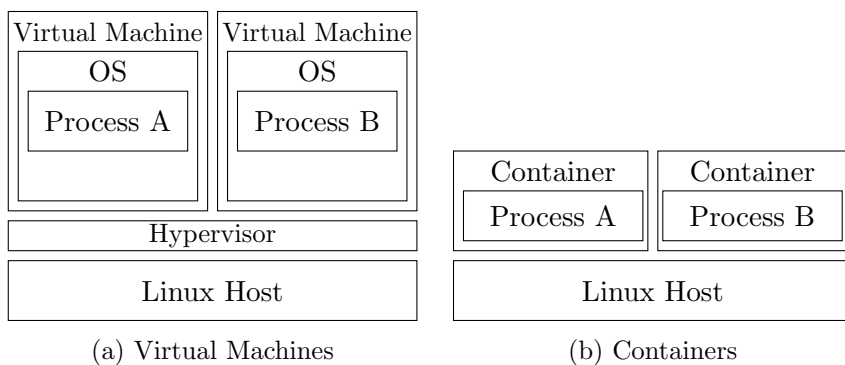 Virtual Machine
OS
Process A
Virtual Machine
OS
Process B
Hypervisor
Linux Host
(a) Virtual Machines
Container
Process A
Container
Process B
Linux Host
(b) Containers